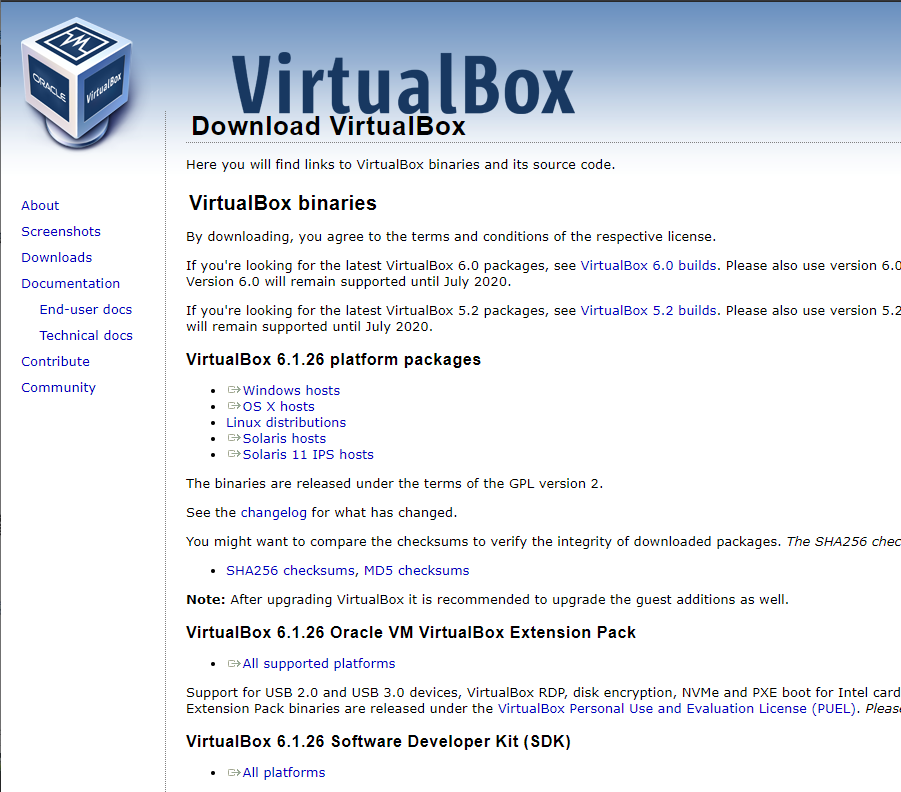 ORACLE
VirtualBox
VirtualBox
Download VirtualBox
Here you will find links to VirtualBox binaries and its source code.
About
Screenshots
Downloads
Documentation
End-user docs
Technical docs
Contribute
Community
VirtualBox binaries
By downloading, you agree to the terms and conditions of the respective license.
If you're looking for the latest VirtualBox 6.0 packages, see VirtualBox 6.0 builds. Please also use version 6.0
Version 6.0 will remain supported until July 2020.
If you're looking for the latest VirtualBox 5.2 packages, see VirtualBox 5.2 builds. Please also use version 5.2
will remain supported until July 2020.
VirtualBox 6.1.26 platform packages
• Windows hosts
• OS X hosts
• Linux distributions
• Solaris hosts
• Solaris 11 IPS hosts
The binaries are released under the terms of the GPL version 2.
See the changelog for what has changed.
You might want to compare the checksums to verify the integrity of downloaded packages. The SHA256 chec
• SHA256 checksums, MD5 checksums
Note: After upgrading VirtualBox it is recommended to upgrade the guest additions as well.
VirtualBox 6.1.26 Oracle VM VirtualBox Extension Pack
• All supported platforms
Support for USB 2.0 and USB 3.0 devices, VirtualBox RDP, disk encryption, NVMe and PXE boot for Intel card
Extension Pack binaries are released under the VirtualBox Personal Use and Evaluation License (PUEL). Please
VirtualBox 6.1.26 Software Developer Kit (SDK)
• All platforms